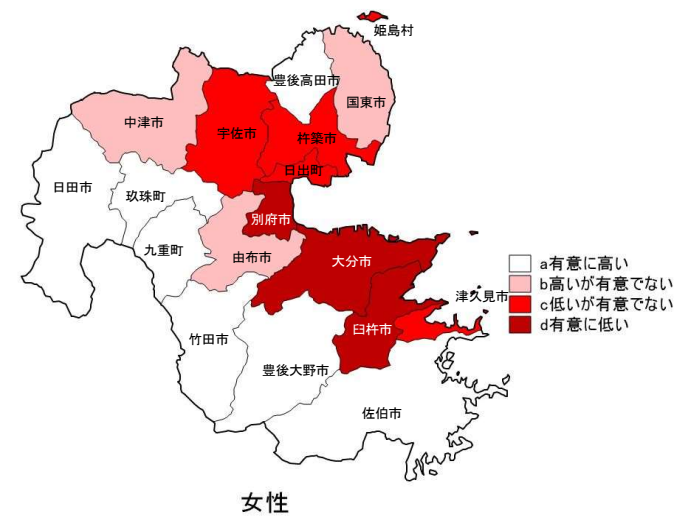 姫島村
豊後高田市
国東市
中津市
宇佐市
杵築市
日出町
日田市
玖珠町
別府市
九重町
由布市
大分市
a有意に高い
b高いが有意でない
c低いが有意でない
d有意に低い
津久見市
臼杵市
竹田市
豊後大野市
佐伯市
女性